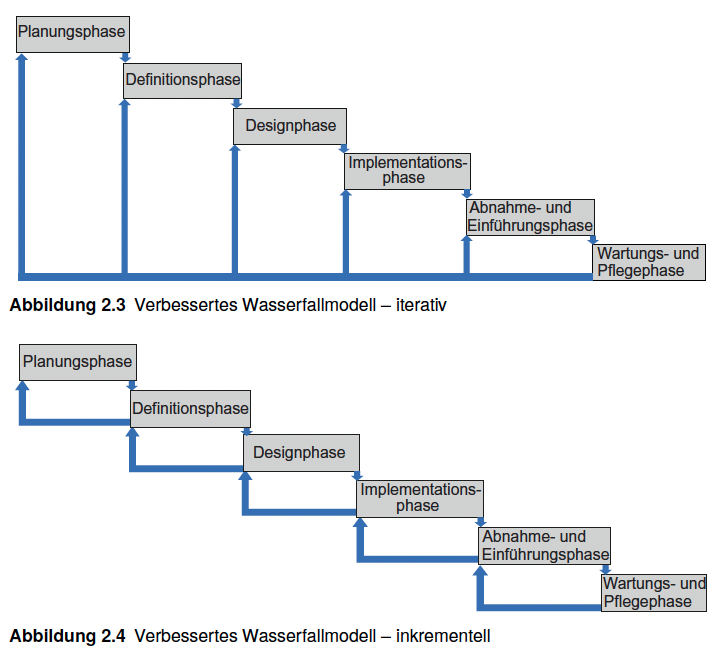 Planungsphase
Definitionsphase
Designphase
Implementations-
phase
Abnahme- und
Einführungsphase
Wartungs- und
Pflegephase
Abbildung 2.3 Verbessertes Wasserfallmodell – iterativ
Planungsphase
Definitionsphase
Designphase
Implementations-
phase
Abnahme- und
Einführungsphase
Wartungs- und
Pflegephase
Abbildung 2.4 Verbessertes Wasserfallmodell – inkrementell